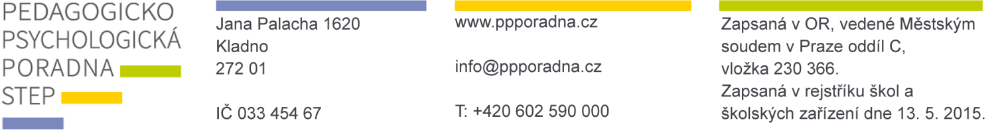 PEDAGOGICKO
PSYCHOLOGICKÁ
PORADNA
STEP
Jana Palacha 1620
Kladno
272 01
IČ 033 454 67
www.ppporadna.cz
info@ppporadna.cz
T: +420 602 590 000
Zapsaná v OR, vedené Městským
soudem v Praze oddíl C,
vložka 230 366.
Zapsaná v rejstříku škol a
školských zařízení dne 13. 5. 2015.